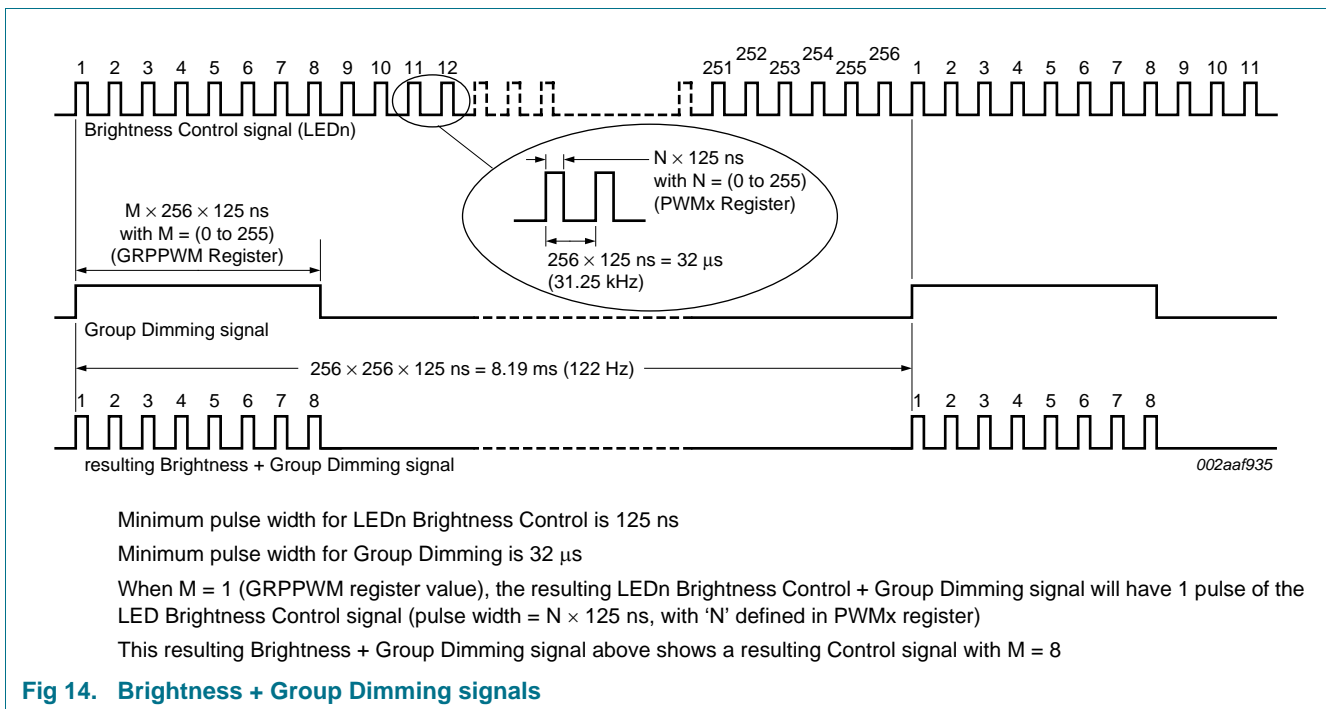 1 2 3 4 5 6 7 8 9 10 11 12 251 252 253 254 255 256 1 2 3 4 5 6 7 8 9 10 11
Brightness Control signal (LEDn)
N × 125 ns
with N = (0 to 255)
(PWMx Register)
256 × 125 ns = 32 μs
(31.25 kHz)
M × 256 × 125 ns
with M = (0 to 255)
(GRPPWM Register)
Group Dimming signal
256 × 256 × 125 ns = 8.19 ms (122 Hz)
1 2 3 4 5 6 7 8 1 2 3 4 5 6 7 8
resulting Brightness + Group Dimming signal
002aaf935
Minimum pulse width for LEDn Brightness Control is 125 ns
Minimum pulse width for Group Dimming is 32 μs
When M = 1 (GRPPWM register value), the resulting LEDn Brightness Control + Group Dimming signal will have 1 pulse of the
LED Brightness Control signal (pulse width = N × 125 ns, with ‘N’ defined in PWMx register)
This resulting Brightness + Group Dimming signal above shows a resulting Control signal with M = 8
Fig 14. Brightness + Group Dimming signals